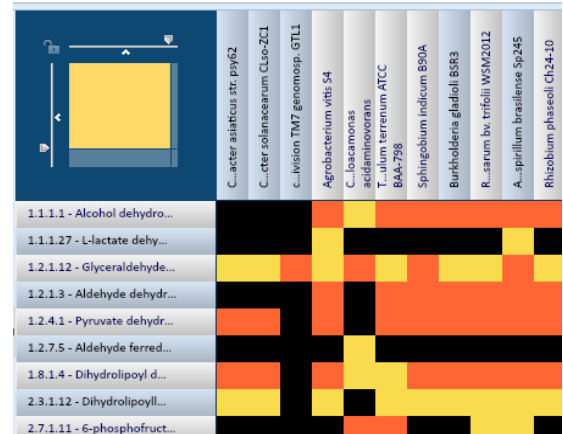 C...acter asiaticus str. psy62
C...cter solanacearum CLso-ZC1
c...ivision TM7 genomosp. GTL1
Agrobacterium vitis S4
C...loacamonas
acidaminovorans
T...ulum terrenum ATCC
BAA-798
Sphingobium indicum B90A
Burkholderia gladioli BSR3
R...sarum bv. trifolii WSM2012
A...spirillum brasilense Sp245
Rhizobium phaseoli Ch24-10
1.1.1.1 - Alcohol dehydro...
1.1.1.27 - L-lactate dehy...
1.2.1.12 - Glyceraldehyde...
1.2.1.3 - Aldehyde dehydr...
1.2.4.1 - Pyruvate dehydr...
1.2.7.5 - Aldehyde ferred...
1.8.1.4 - Dihydrolipoyl d...
2.3.1.12 - Dihydrolipoyll...
2.7.1.11 - 6-phosphofruct...